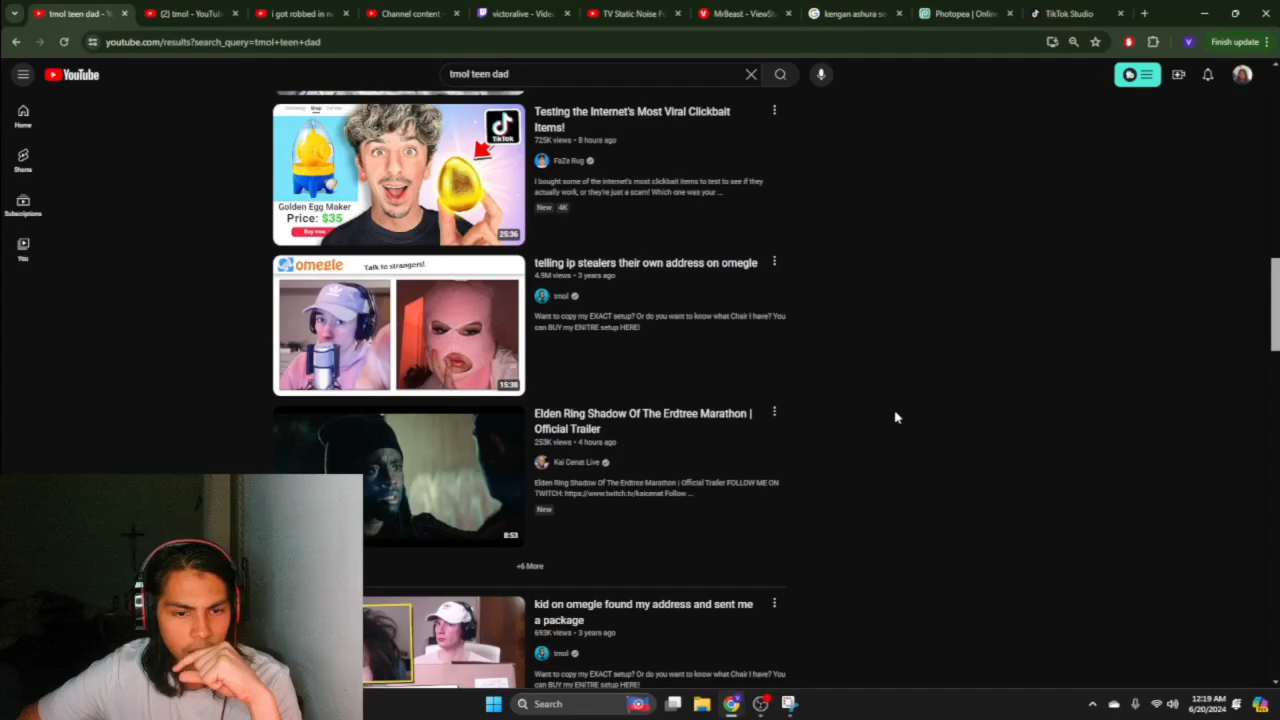 tmol teen dad -
(2) tmol - YouTu
i got robbed in n
Channel content -
victoralive - Video
TV Static Noise Fo
MrBeast - ViewSt
kengan ashura se
Photopea | Online
TikTok Studio
youtube.com/results?search_query=tmol+teen+dad
Finish update
YouTube
tmol teen dad
Home
Shorts
Subscriptions
You
Shop
TikTok
Golden Egg Maker
Price: $35
Buy now
25:36
Testing the Internet's Most Viral Clickbait
Items!
725K views • 8 hours ago
FaZe Rug
I bought some of the internet's most clickbait items to test to see if they
actually work, or they're just a scam! Which one was your ...
New 4K
omegle Talk to strangers!
15:38
telling ip stealers their own address on omegle
4.9M views • 3 years ago
tmol
Want to copy my EXACT setup? Or do you want to know what Chair I have? You
can BUY my ENITRE setup HERE!
8:53
Elden Ring Shadow Of The Erdtree Marathon |
Official Trailer
253K views • 4 hours ago
Kai Cenat Live
Elden Ring Shadow Of The Erdtree Marathon | Official Trailer FOLLOW ME ON
TWITCH: https://www.twitch.tv/kaicenat Follow ...
New
+6 More
kid on omegle found my address and sent me
a package
693K views • 3 years ago
tmol
Want to copy my EXACT setup? Or do you want to know what Chair I have? You
can BUY my ENITRE setup HERE!
Search
12:19 AM
6/20/2024